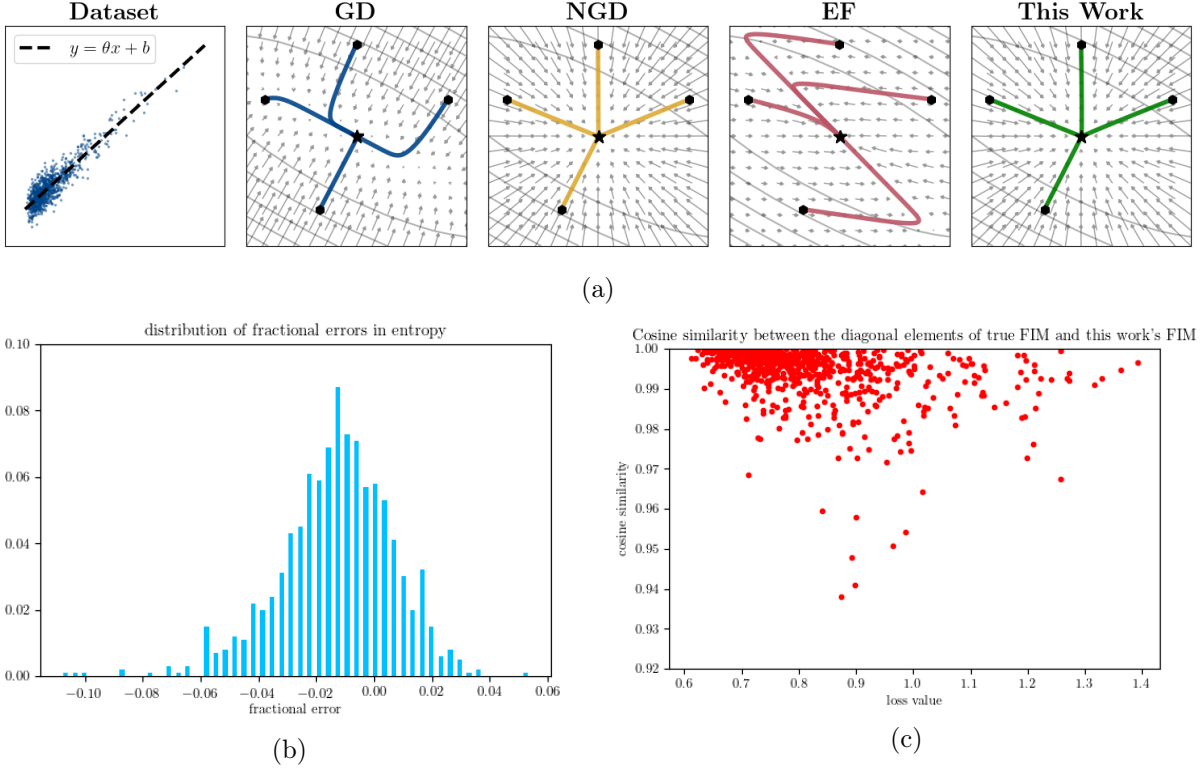 Dataset
GD
NGD
EF
This Work
y = θx + b
(a)
distribution of fractional errors in entropy
0.10
0.08
0.06
0.04
0.02
0.00
−0.10
−0.08
−0.06
−0.04
−0.02
0.00
0.02
0.04
0.06
fractional error
(b)
Cosine similarity between the diagonal elements of true FIM and this work's FIM
cosine similarity
1.00
0.99
0.98
0.97
0.96
0.95
0.94
0.93
0.92
0.6
0.7
0.8
0.9
1.0
1.1
1.2
1.3
1.4
loss value
(c)